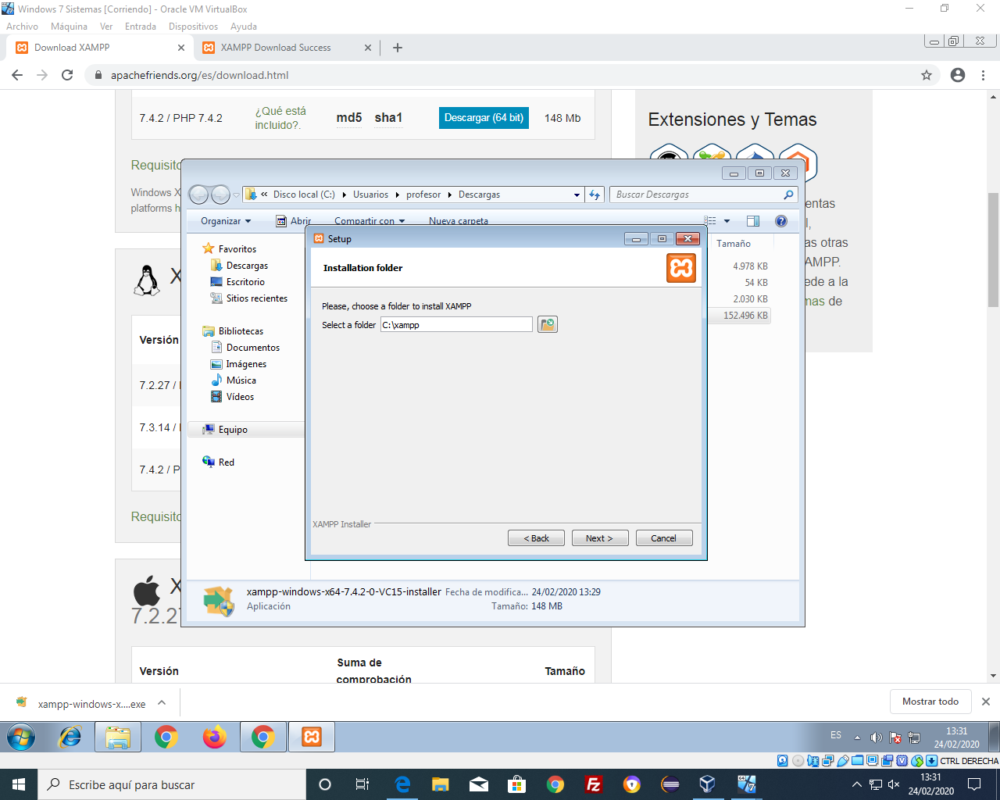 Windows 7 Sistemas [Corriendo] - Oracle VM VirtualBox
Archivo Máquina Ver Entrada Dispositivos Ayuda
Download XAMPP
XAMPP Download Success
apachefriends.org/es/download.html
7.4.2 / PHP 7.4.2
¿Qué está
incluido?.
md5 sha1
Descargar (64 bit)
148 Mb
Extensiones y Temas
Requisito
Windows X
platforms h
entas
l,
as otras
AMPP.
ede a la
mas de
X
Versión
7.2.27 /
7.3.14 /
7.4.2 / P
Requisito
X
7.2.27
Versión
Suma de
comprobación
Tamaño
« Disco local (C:) Usuarios profesor Descargas
Buscar Descargas
Organizar Abrir Compartir con Nueva carpeta
Favoritos
Descargas
Escritorio
Sitios recientes
Bibliotecas
Documentos
Imágenes
Música
Vídeos
Equipo
Red
Tamaño
4.978 KB
54 KB
2.030 KB
152.496 KB
Setup
Installation folder
Please, choose a folder to install XAMPP
Select a folder C:\xampp
XAMPP Installer
< Back Next > Cancel
xampp-windows-x64-7.4.2-0-VC15-installer Fecha de modifica... 24/02/2020 13:29
Aplicación Tamaño: 148 MB
xampp-windows-x....exe
Mostrar todo
ES
13:31
24/02/2020
CTRL DERECHA
Escribe aquí para buscar
13:31
24/02/2020